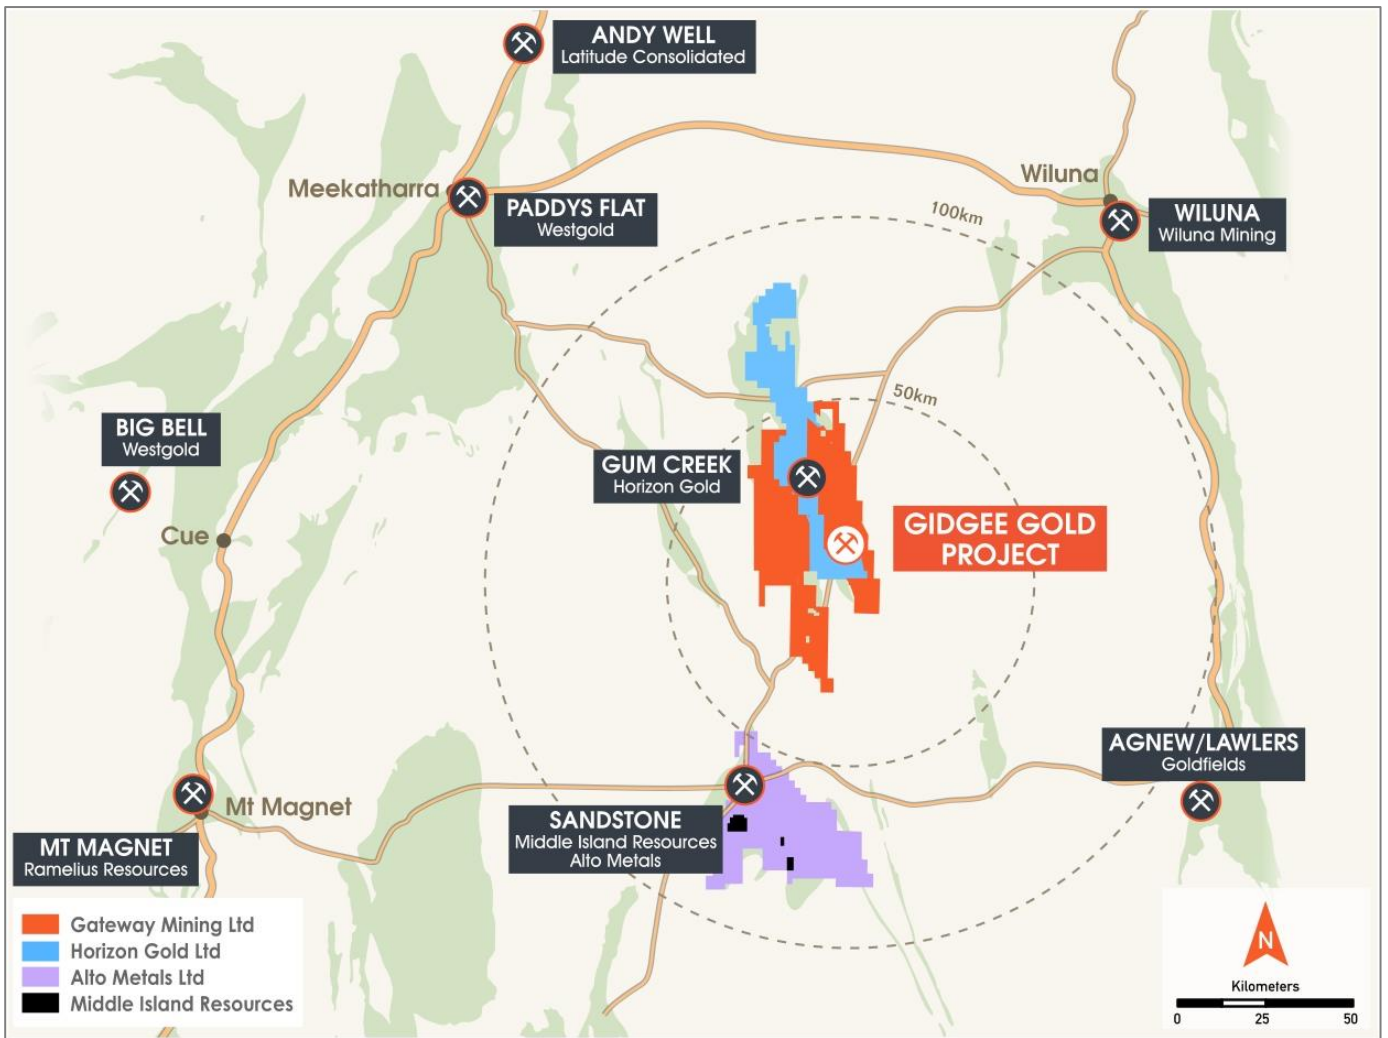 ANDY WELL
Latitude Consolidated
Meekatharra
PADDYS FLAT
Westgold
Wiluna
WILUNA
Wiluna Mining
100km
50km
BIG BELL
Westgold
Cue
GUM CREEK
Horizon Gold
GIDGEE GOLD
PROJECT
AGNEW/LAWLERS
Goldfields
Mt Magnet
MT MAGNET
Ramelius Resources
SANDSTONE
Middle Island Resources
Alto Metals
Gateway Mining Ltd
Horizon Gold Ltd
Alto Metals Ltd
Middle Island Resources
N
Kilometers
0 25 50